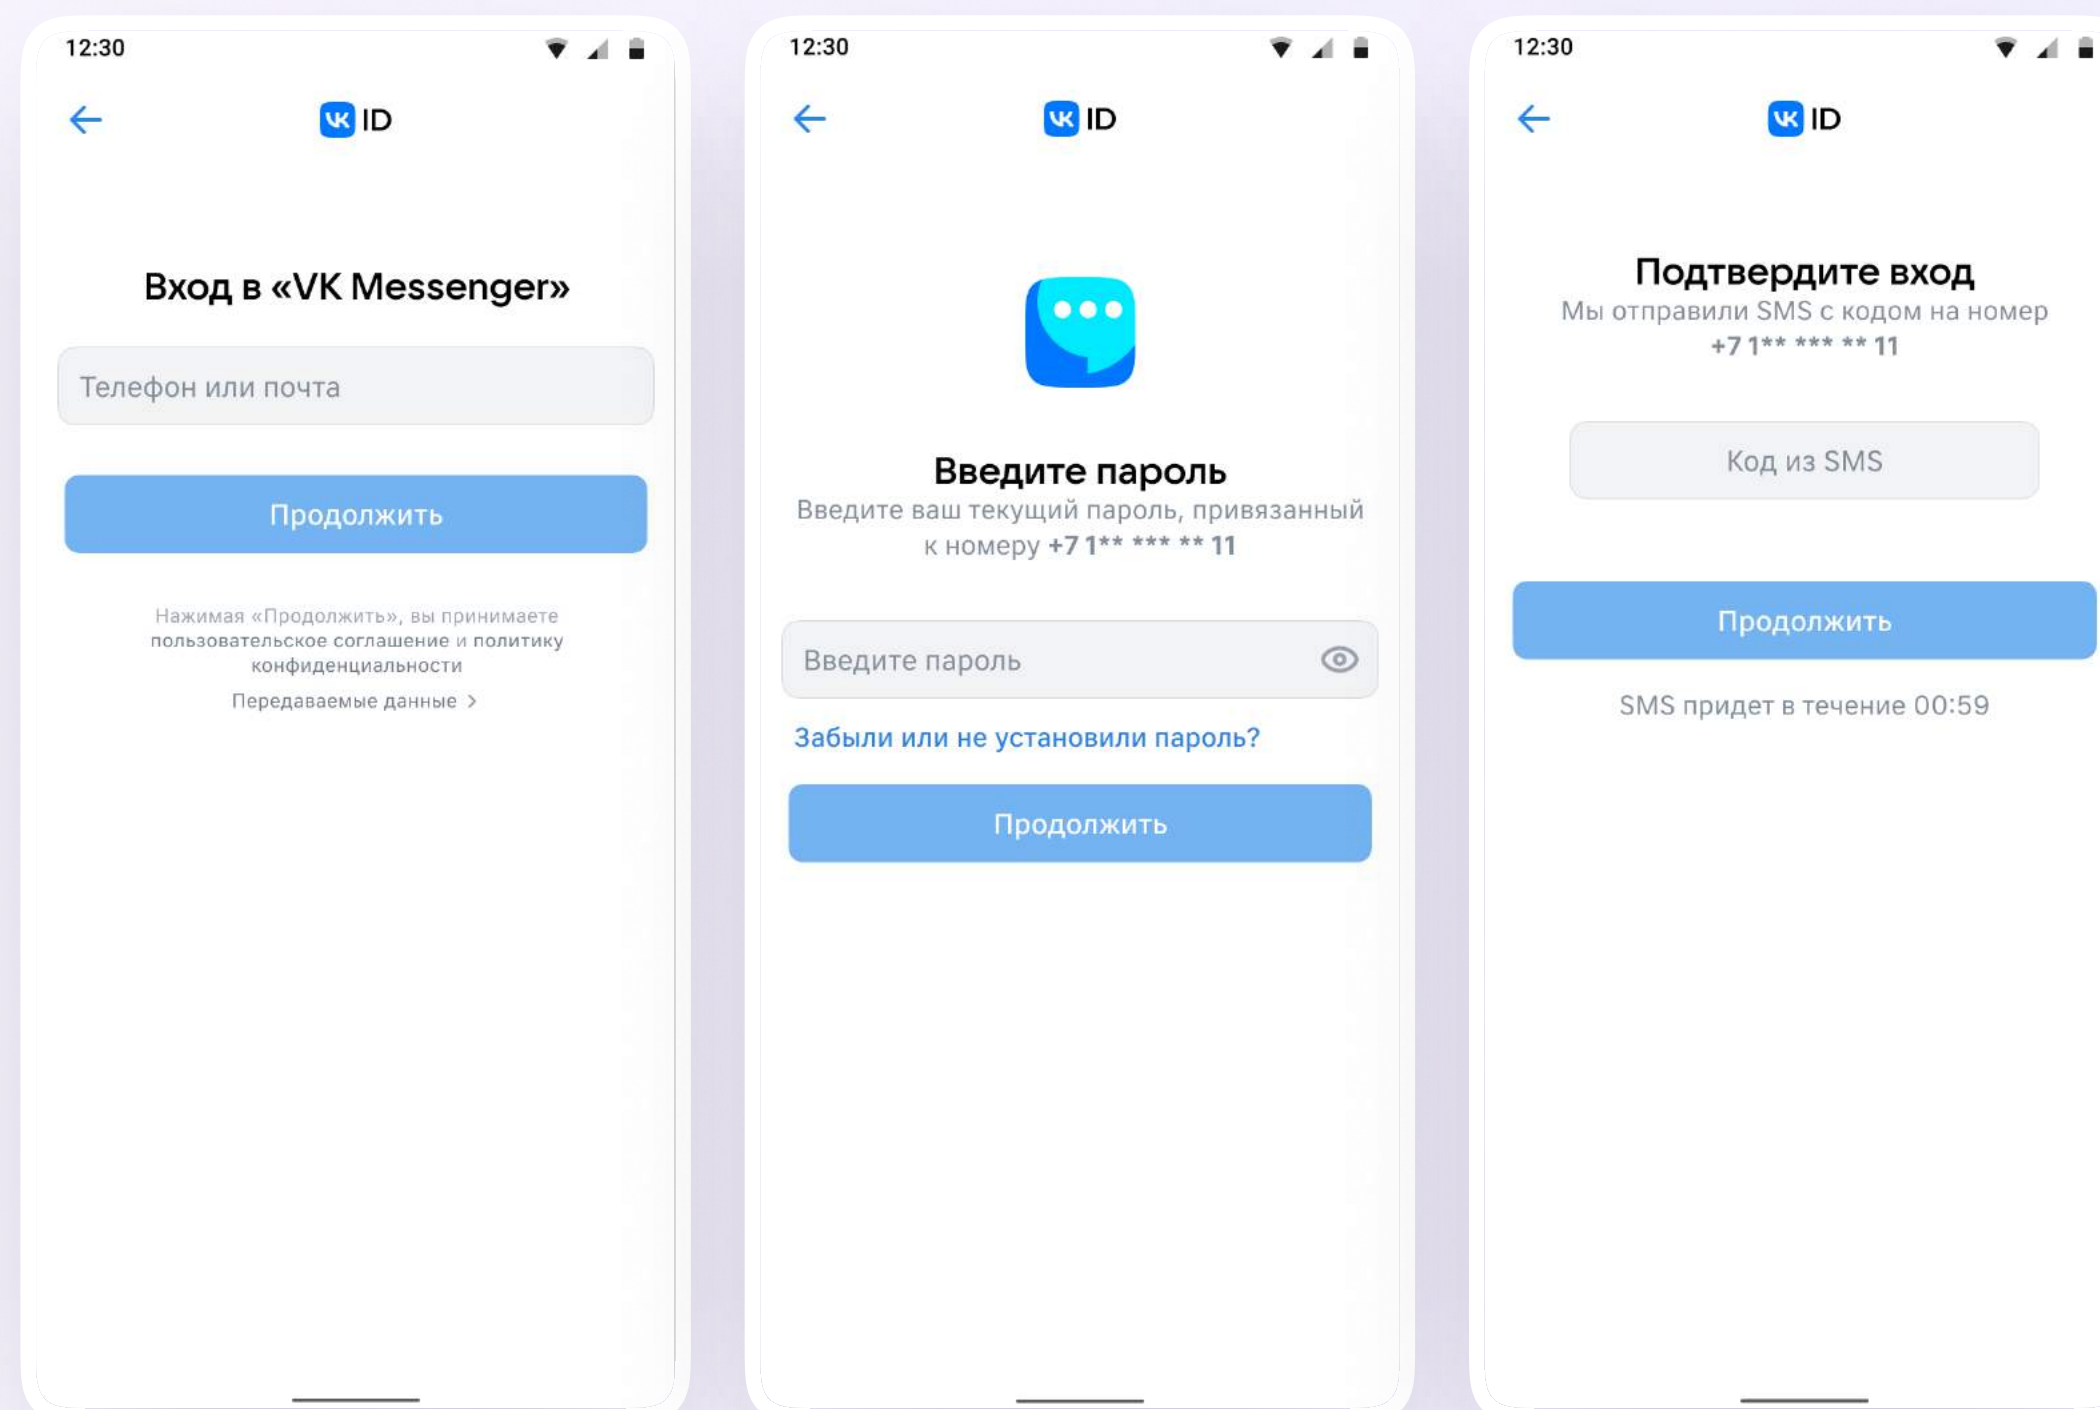 12:30
VK ID
Вход в «VK Messenger»
Телефон или почта
Продолжить
Нажимая «Продолжить», вы принимаете
пользовательское соглашение и политику
конфиденциальности
Передаваемые данные >
12:30
VK ID
Введите пароль
Введите ваш текущий пароль, привязанный
к номеру +7 1** *** ** 11
Введите пароль
Забыли или не установили пароль?
Продолжить
12:30
VK ID
Подтвердите вход
Мы отправили SMS с кодом на номер
+7 1** *** ** 11
Код из SMS
Продолжить
SMS придет в течение 00:59